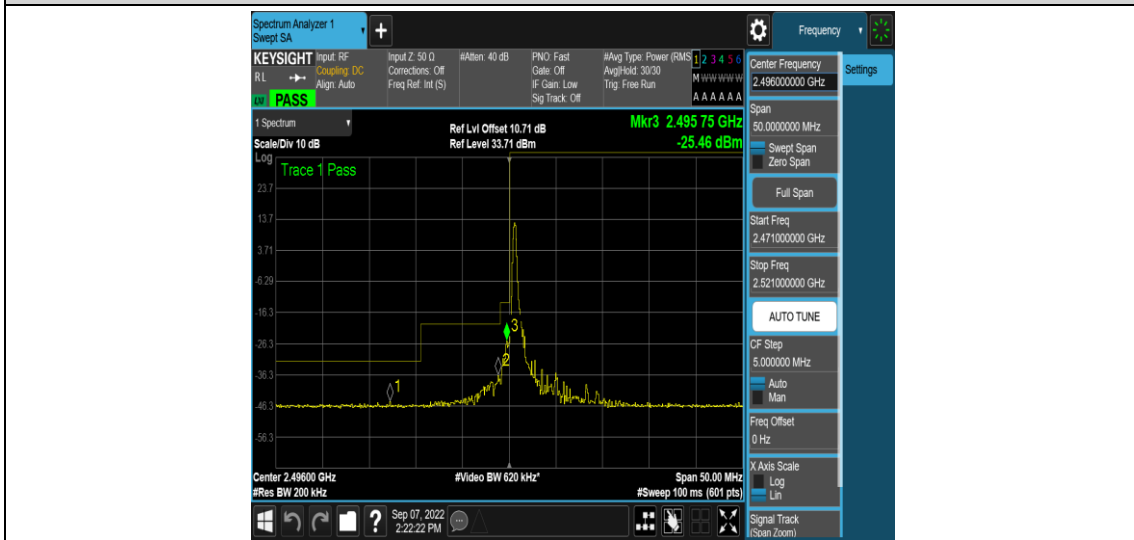 Spectrum Analyzer 1
Swept SA
+
Frequency
KEYSIGHT
RL
LXI
PASS
Input: RF
Coupling: DC
Align: Auto
Input Z: 50 Ω
Corrections: Off
Freq Ref: Int (S)
#Atten: 40 dB
PNO: Fast
Gate: Off
IF Gain: Low
Sig Track: Off
#Avg Type: Power (RMS
Avg|Hold: 30/30
Trig: Free Run
1 2 3 4 5 6
M W W W W W
A A A A A A
1 Spectrum
Scale/Div 10 dB
Ref Lvl Offset 10.71 dB
Ref Level 33.71 dBm
Mkr3 2.495 75 GHz
-25.46 dBm
Log
Trace 1 Pass
23.7
13.7
3.71
-6.29
-16.3
-26.3
-36.3
-46.3
-56.3
1
2
3
Center 2.49600 GHz
#Res BW 200 kHz
#Video BW 620 kHz*
Span 50.00 MHz
#Sweep 100 ms (601 pts)
Center Frequency
2.496000000 GHz
Settings
Span
50.0000000 MHz
Swept Span
Zero Span
Full Span
Start Freq
2.471000000 GHz
Stop Freq
2.521000000 GHz
AUTO TUNE
CF Step
5.000000 MHz
Auto
Man
Freq Offset
0 Hz
X Axis Scale
Log
Lin
Signal Track
(Span Zoom)
?
Sep 07, 2022
2:22:22 PM